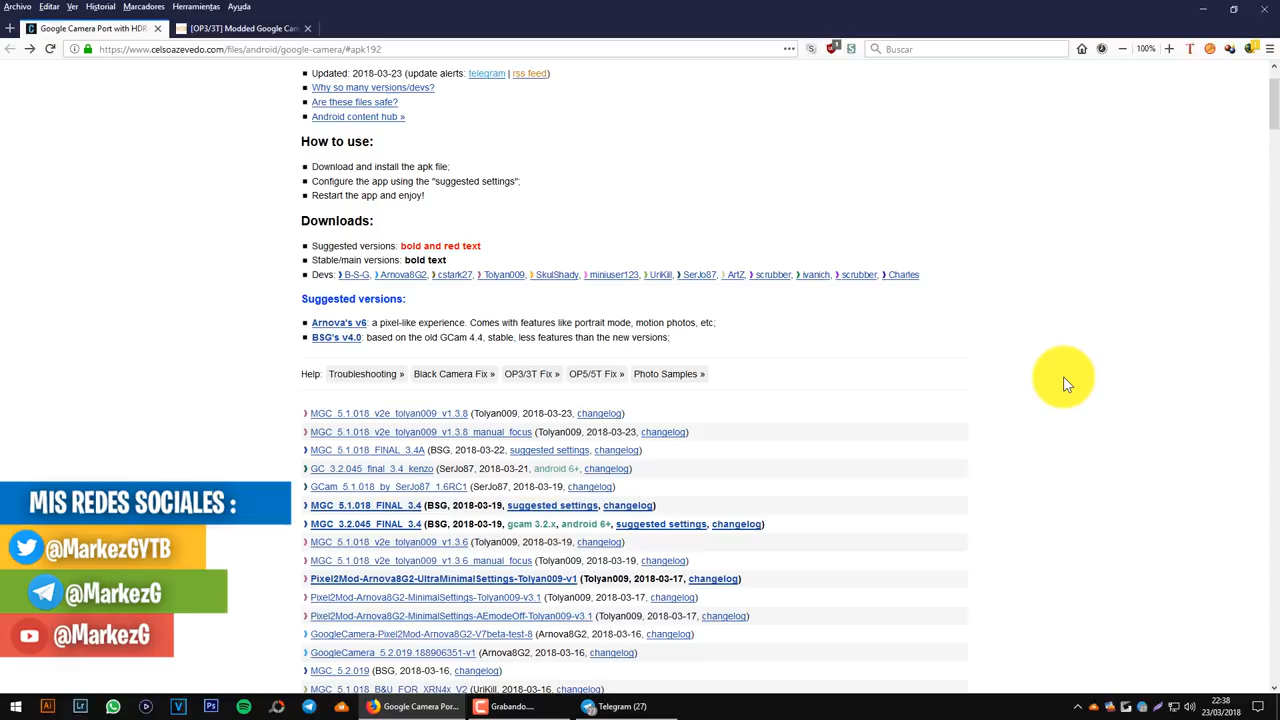 Archivo Editar Ver Historial Marcadores Herramientas Ayuda
Google Camera Port with HDR
[OP3/3T] Modded Google Cam
https://www.celsoazevedo.com/files/android/google-camera/#apk192
Buscar
100%
Updated: 2018-03-23 (update alerts: telegram | rss feed)
Why so many versions/devs?
Are these files safe?
Android content hub »
How to use:
Download and install the apk file;
Configure the app using the "suggested settings";
Restart the app and enjoy!
Downloads:
Suggested versions: bold and red text
Stable/main versions: bold text
Devs: B-S-G, Arnova8G2, cstark27, Tolyan009, SkulShady, miniuser123, UriKill, SerJo87, ArtZ, scrubber, ivanich, scrubber, Charles
Suggested versions:
Arnova's v6: a pixel-like experience. Comes with features like portrait mode, motion photos, etc;
BSG's v4.0: based on the old GCam 4.4, stable, less features than the new versions;
Help: Troubleshooting » Black Camera Fix » OP3/3T Fix » OP5/5T Fix » Photo Samples »
MGC_5.1.018_v2e_tolyan009_v1.3.8 (Tolyan009, 2018-03-23, changelog)
MGC_5.1.018_v2e_tolyan009_v1.3.8_manual_focus (Tolyan009, 2018-03-23, changelog)
MGC_5.1.018_FINAL_3.4A (BSG, 2018-03-22, suggested settings, changelog)
GC_3.2.045_final_3.4_kenzo (SerJo87, 2018-03-21, android 6+, changelog)
GCam_5.1.018_by_SerJo87_1.6RC1 (SerJo87, 2018-03-19, changelog)
MGC_5.1.018_FINAL_3.4 (BSG, 2018-03-19, suggested settings, changelog)
MGC_3.2.045_FINAL_3.4 (BSG, 2018-03-19, gcam 3.2.x, android 6+, suggested settings, changelog)
MGC_5.1.018_v2e_tolyan009_v1.3.6 (Tolyan009, 2018-03-19, changelog)
MGC_5.1.018_v2e_tolyan009_v1.3.6_manual_focus (Tolyan009, 2018-03-19, changelog)
Pixel2Mod-Arnova8G2-UltraMinimalSettings-Tolyan009-v1 (Tolyan009, 2018-03-17, changelog)
Pixel2Mod-Arnova8G2-MinimalSettings-Tolyan009-v3.1 (Tolyan009, 2018-03-17, changelog)
Pixel2Mod-Arnova8G2-MinimalSettings-AEmodeOff-Tolyan009-v3.1 (Tolyan009, 2018-03-17, changelog)
GoogleCamera-Pixel2Mod-Arnova8G2-V7beta-test-8 (Arnova8G2, 2018-03-16, changelog)
GoogleCamera_5.2.019.188906351-v1 (Arnova8G2, 2018-03-16, changelog)
MGC_5.2.019 (BSG, 2018-03-16, changelog)
MGC_5.1.018_B&U_FOR_XRN4x_V2 (UriKill, 2018-03-16, changelog)
MIS REDES SOCIALES :
@MarkezGYTB
@MarkezG
@MarkezG
Google Camera Por...
Grabando....
Telegram (27)
22:38
23/03/2018